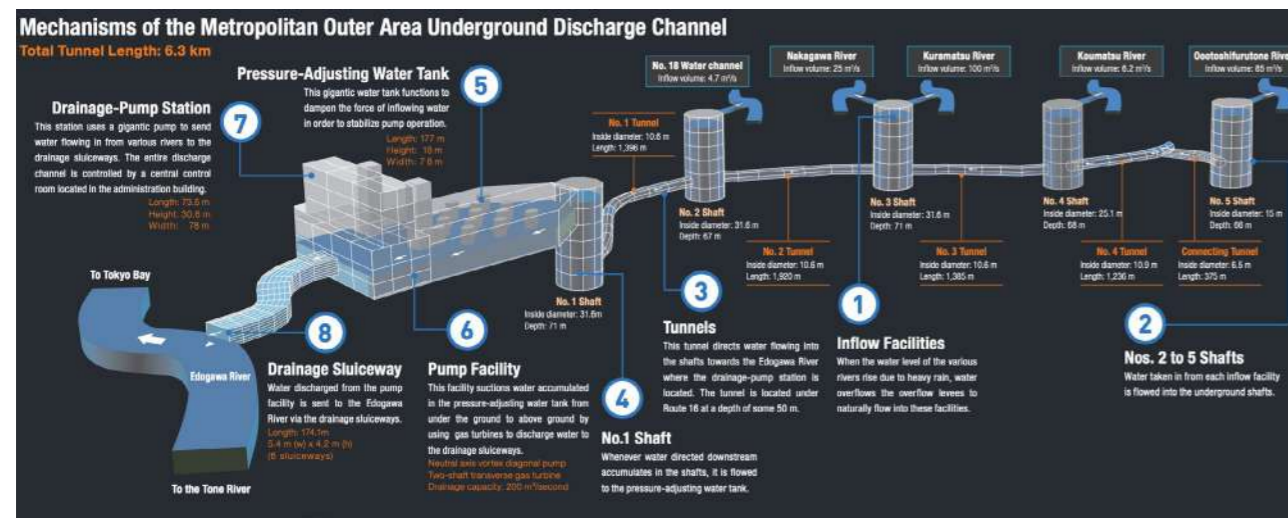 Mechanisms of the Metropolitan Outer Area Underground Discharge Channel
Total Tunnel Length: 6.3 km
Drainage-Pump Station
This station uses a gigantic pump to send
water flowing in from various rivers to the
drainage sluiceways. The entire discharge
channel is controlled by a central control
room located in the administration building.
Length: 73.5 m
Height: 30.8 m
Width: 78 m
7
Pressure-Adjusting Water Tank
This gigantic water tank functions to
dampen the force of inflowing water
in order to stabilize pump operation.
Length: 177 m
Height: 18 m
Width: 78 m
5
No. 18 Water channel
Inflow volume: 4.7 m³/s
Nakagawa River
Inflow volume: 25 m³/s
Kuramatsu River
Inflow volume: 100 m³/s
Koumatsu River
Inflow volume: 6.2 m³/s
Oootoshifurutone Rive
Inflow volume: 85 m³/s
No. 1 Tunnel
Inside diameter: 10.6 m
Length: 1,396 m
No. 2 Shaft
Inside diameter: 31.6 m
Depth: 67 m
No. 3 Shaft
Inside diameter: 31.6 m
Depth: 71 m
No. 4 Shaft
Inside diameter: 25.1 m
Depth: 68 m
No. 5 Shaft
Inside diameter: 15 m
Depth: 66 m
No. 2 Tunnel
Inside diameter: 10.6 m
Length: 1,920 m
No. 3 Tunnel
Inside diameter: 10.6 m
Length: 1,385 m
No. 4 Tunnel
Inside diameter: 10.9 m
Length: 1,236 m
Connecting Tunnel
Inside diameter: 6.5 m
Length: 375 m
To Tokyo Bay
Edogawa River
To the Tone River
8
Drainage Sluiceway
Water discharged from the pump
facility is sent to the Edogawa
River via the drainage sluiceways.
Length: 174.1m
5.4 m (w) x 4.2 m (h)
(6 sluiceways)
6
Pump Facility
This facility suctions water accumulated
in the pressure-adjusting water tank from
under the ground to above ground by
using gas turbines to discharge water to
the drainage sluiceways.
Neutral axis vortex diagonal pump
Two-shaft transverse gas turbine
Drainage capacity: 200 m³/second
No. 1 Shaft
Inside diameter: 31.6m
Depth: 71 m
4
No.1 Shaft
Whenever water directed downstream
accumulates in the shafts, it is flowed
to the pressure-adjusting water tank.
3
Tunnels
This tunnel directs water flowing into
the shafts towards the Edogawa River
where the drainage-pump station is
located. The tunnel is located under
Route 16 at a depth of some 50 m.
1
Inflow Facilities
When the water level of the various
rivers rise due to heavy rain, water
overflows the overflow levees to
naturally flow into these facilities.
2
Nos. 2 to 5 Shafts
Water taken in from each inflow facility
is flowed into the underground shafts.